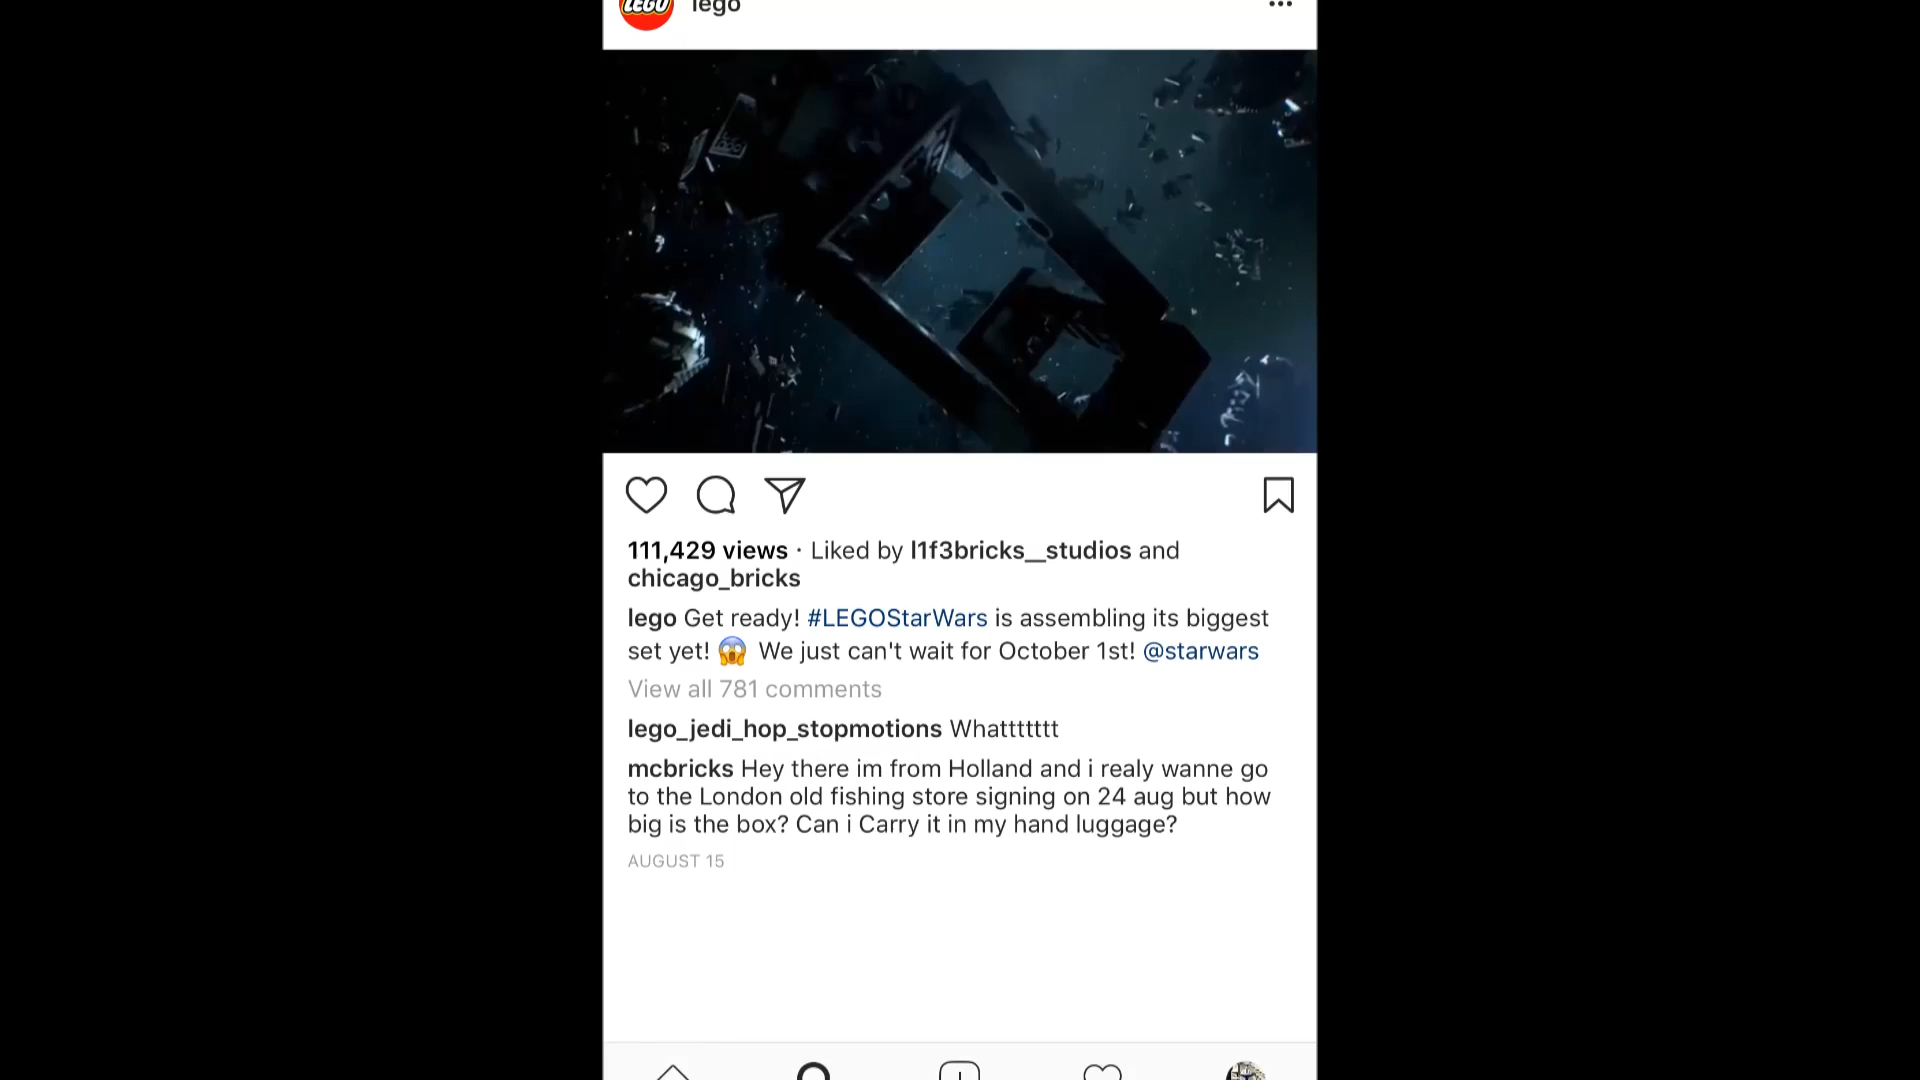 LEGO lego
111,429 views · Liked by l1f3bricks__studios and
chicago_bricks
lego Get ready! #LEGOStarWars is assembling its biggest
set yet! 😱 We just can't wait for October 1st! @starwars
View all 781 comments
lego_jedi_hop_stopmotions Whattttttt
mcbricks Hey there im from Holland and i realy wanne go
to the London old fishing store signing on 24 aug but how
big is the box? Can i Carry it in my hand luggage?
AUGUST 15